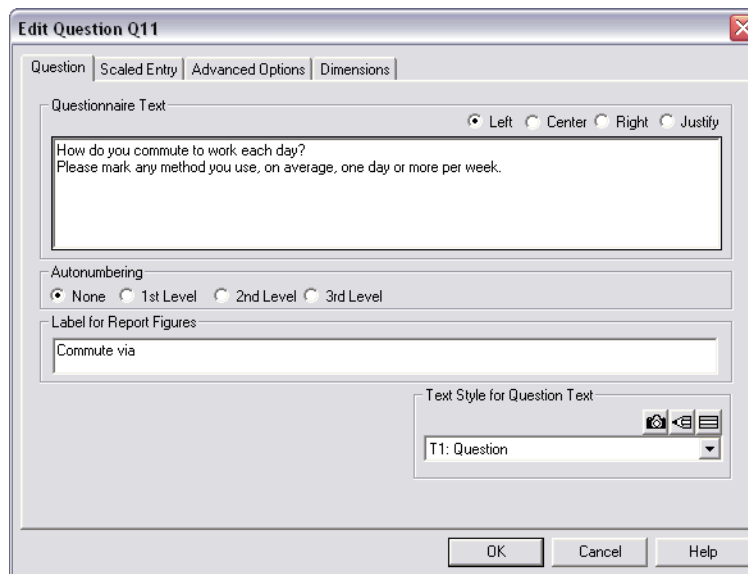 Edit Question Q11
Question Scaled Entry Advanced Options Dimensions
Questionnaire Text
Left Center Right Justify
How do you commute to work each day?
Please mark any method you use, on average, one day or more per week.
Autonumbering
None 1st Level 2nd Level 3rd Level
Label for Report Figures
Commute via
Text Style for Question Text
T1: Question
OK Cancel Help